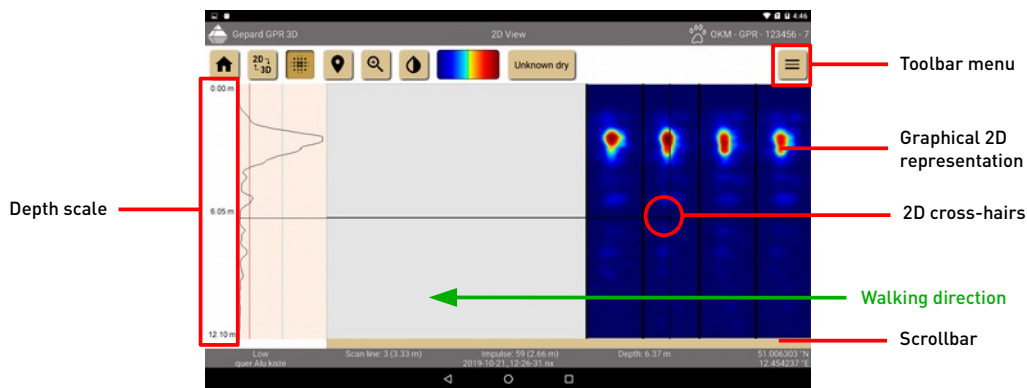 4:46
Gepard GPR 3D
2D View
OKM - GPR - 123456 - 7
2D
3D
Unknown dry
Toolbar menu
0.00 m
Graphical 2D
representation
Depth scale
6.05 m
2D cross-hairs
Walking direction
12.10 m
Scrollbar
Low
Scan line: 3 (3.33 m)
Impulse: 59 (2.66 m)
Depth: 6.37 m
51.006303 °N
quer Alu kiste
2019-10-21_12-26-31.nx
12.454237 °E